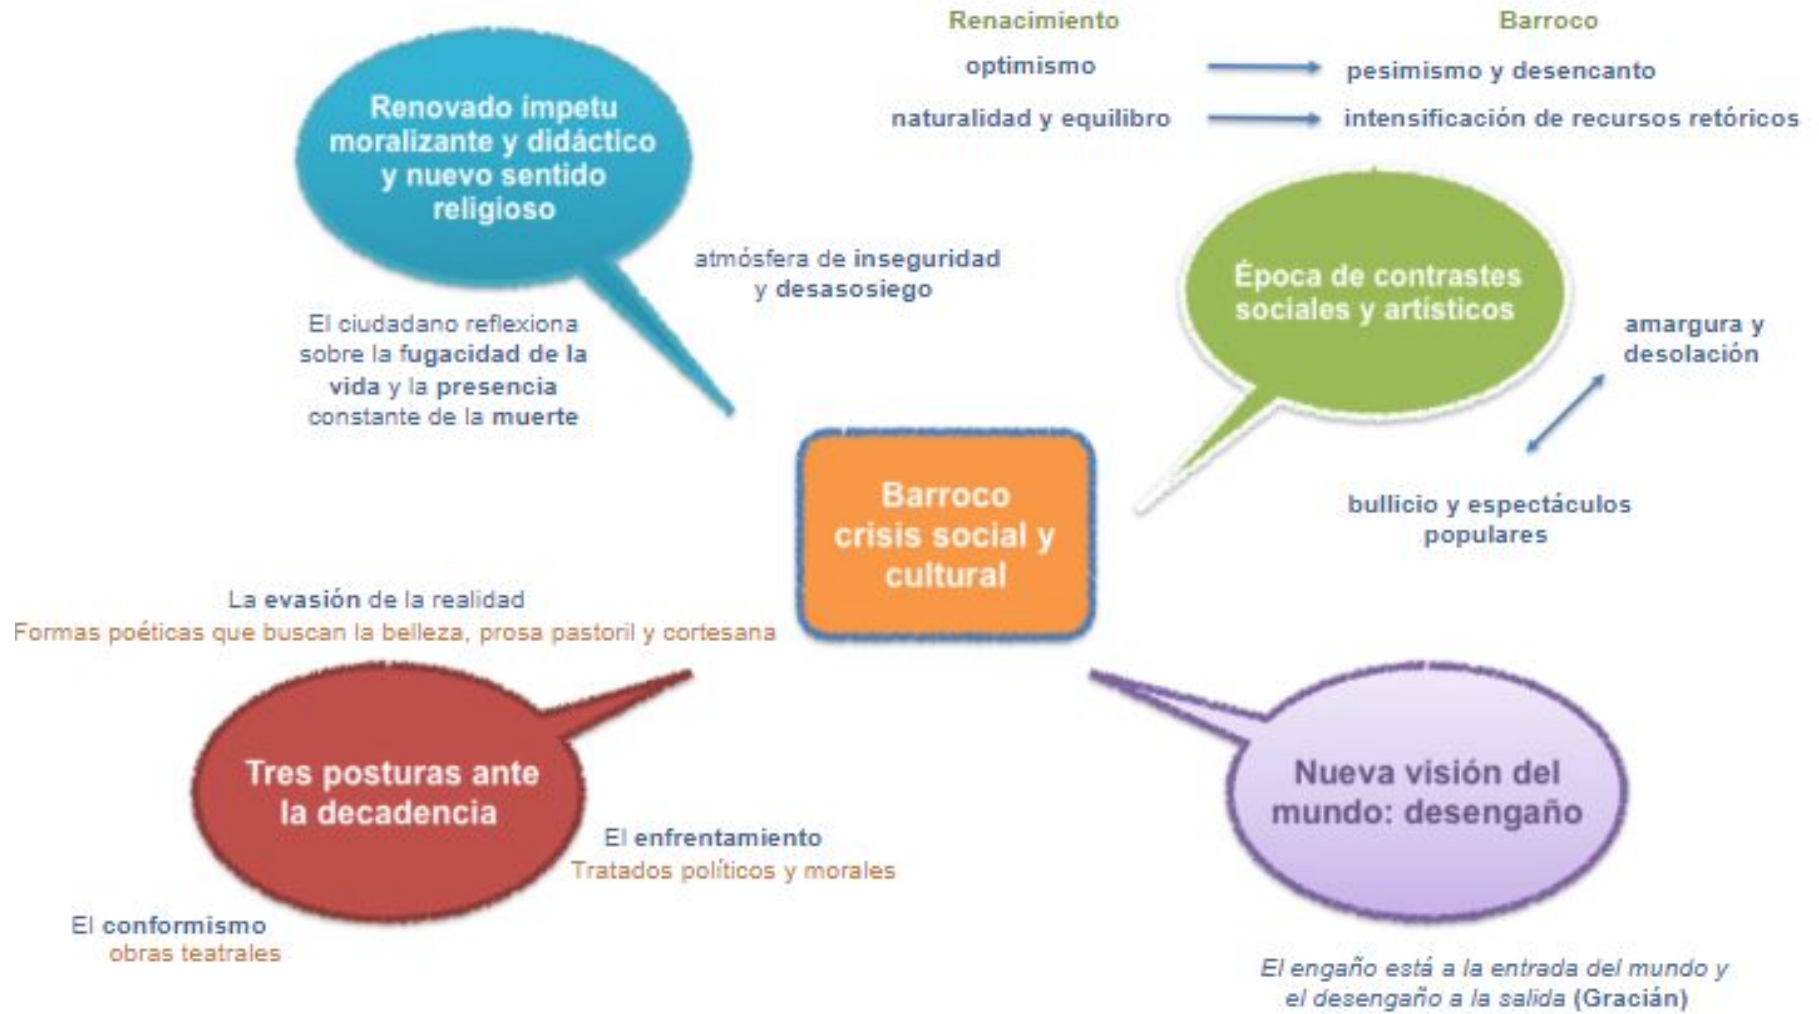 Renacimiento
Barroco
optimismo
pesimismo y desencanto
naturalidad y equilibro
intensificación de recursos retóricos
Renovado ímpetu
moralizante y didáctico
y nuevo sentido
religioso
atmósfera de inseguridad
y desasosiego
El ciudadano reflexiona
sobre la fugacidad de la
vida y la presencia
constante de la muerte
Época de contrastes
sociales y artísticos
amargura y
desolación
bullicio y espectáculos
populares
Barroco
crisis social y
cultural
La evasión de la realidad
Formas poéticas que buscan la belleza, prosa pastoril y cortesana
Tres posturas ante
la decadencia
El enfrentamiento
Tratados políticos y morales
El conformismo
obras teatrales
Nueva visión del
mundo: desengaño
El engaño está a la entrada del mundo y
el desengaño a la salida (Gracián)